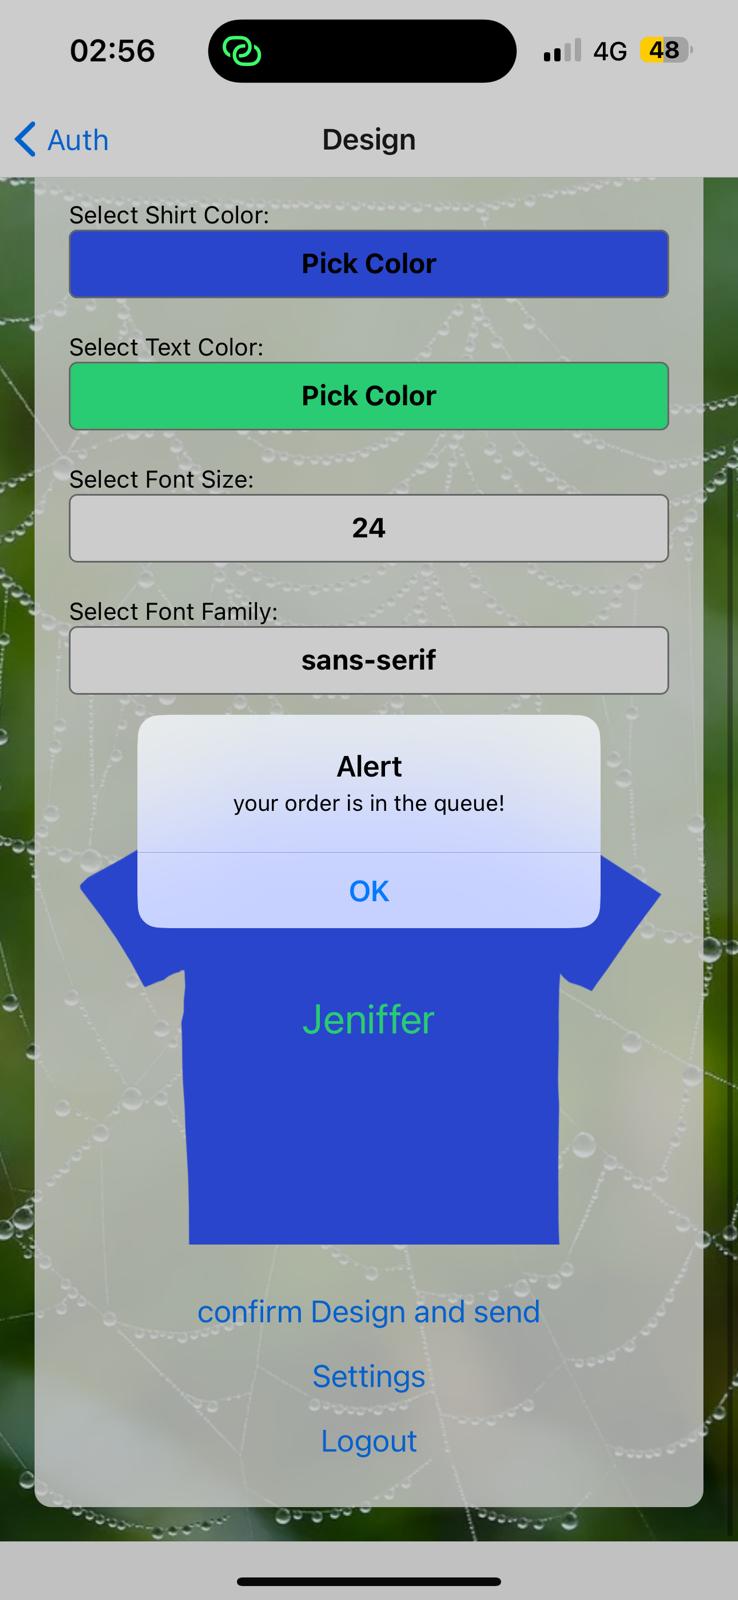 02:56
4G
48
Auth
Design
Select Shirt Color:
Pick Color
Select Text Color:
Pick Color
Select Font Size:
24
Select Font Family:
sans-serif
Alert
your order is in the queue!
OK
Jeniffer
confirm Design and send
Settings
Logout